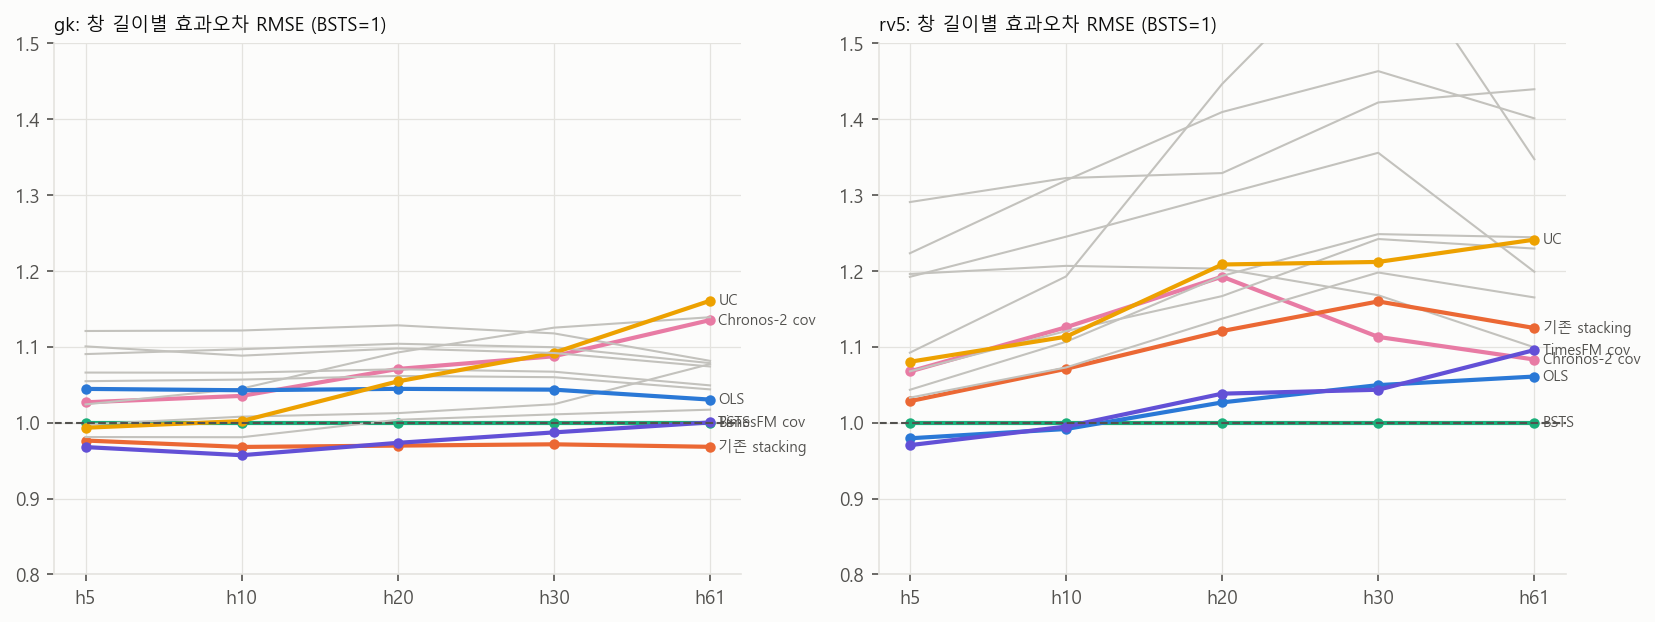 gk: 창 길이별 효과오차 RMSE (BSTS=1)
1.5
1.4
1.3
1.2
1.1
1.0
0.9
0.8
h5
h10
h20
h30
h61
UC
Chronos-2 cov
OLS
BSTS
TimesFM cov
기존 stacking
rv5: 창 길이별 효과오차 RMSE (BSTS=1)
1.5
1.4
1.3
1.2
1.1
1.0
0.9
0.8
h5
h10
h20
h30
h61
UC
기존 stacking
TimesFM cov
Chronos-2 cov
OLS
BSTS